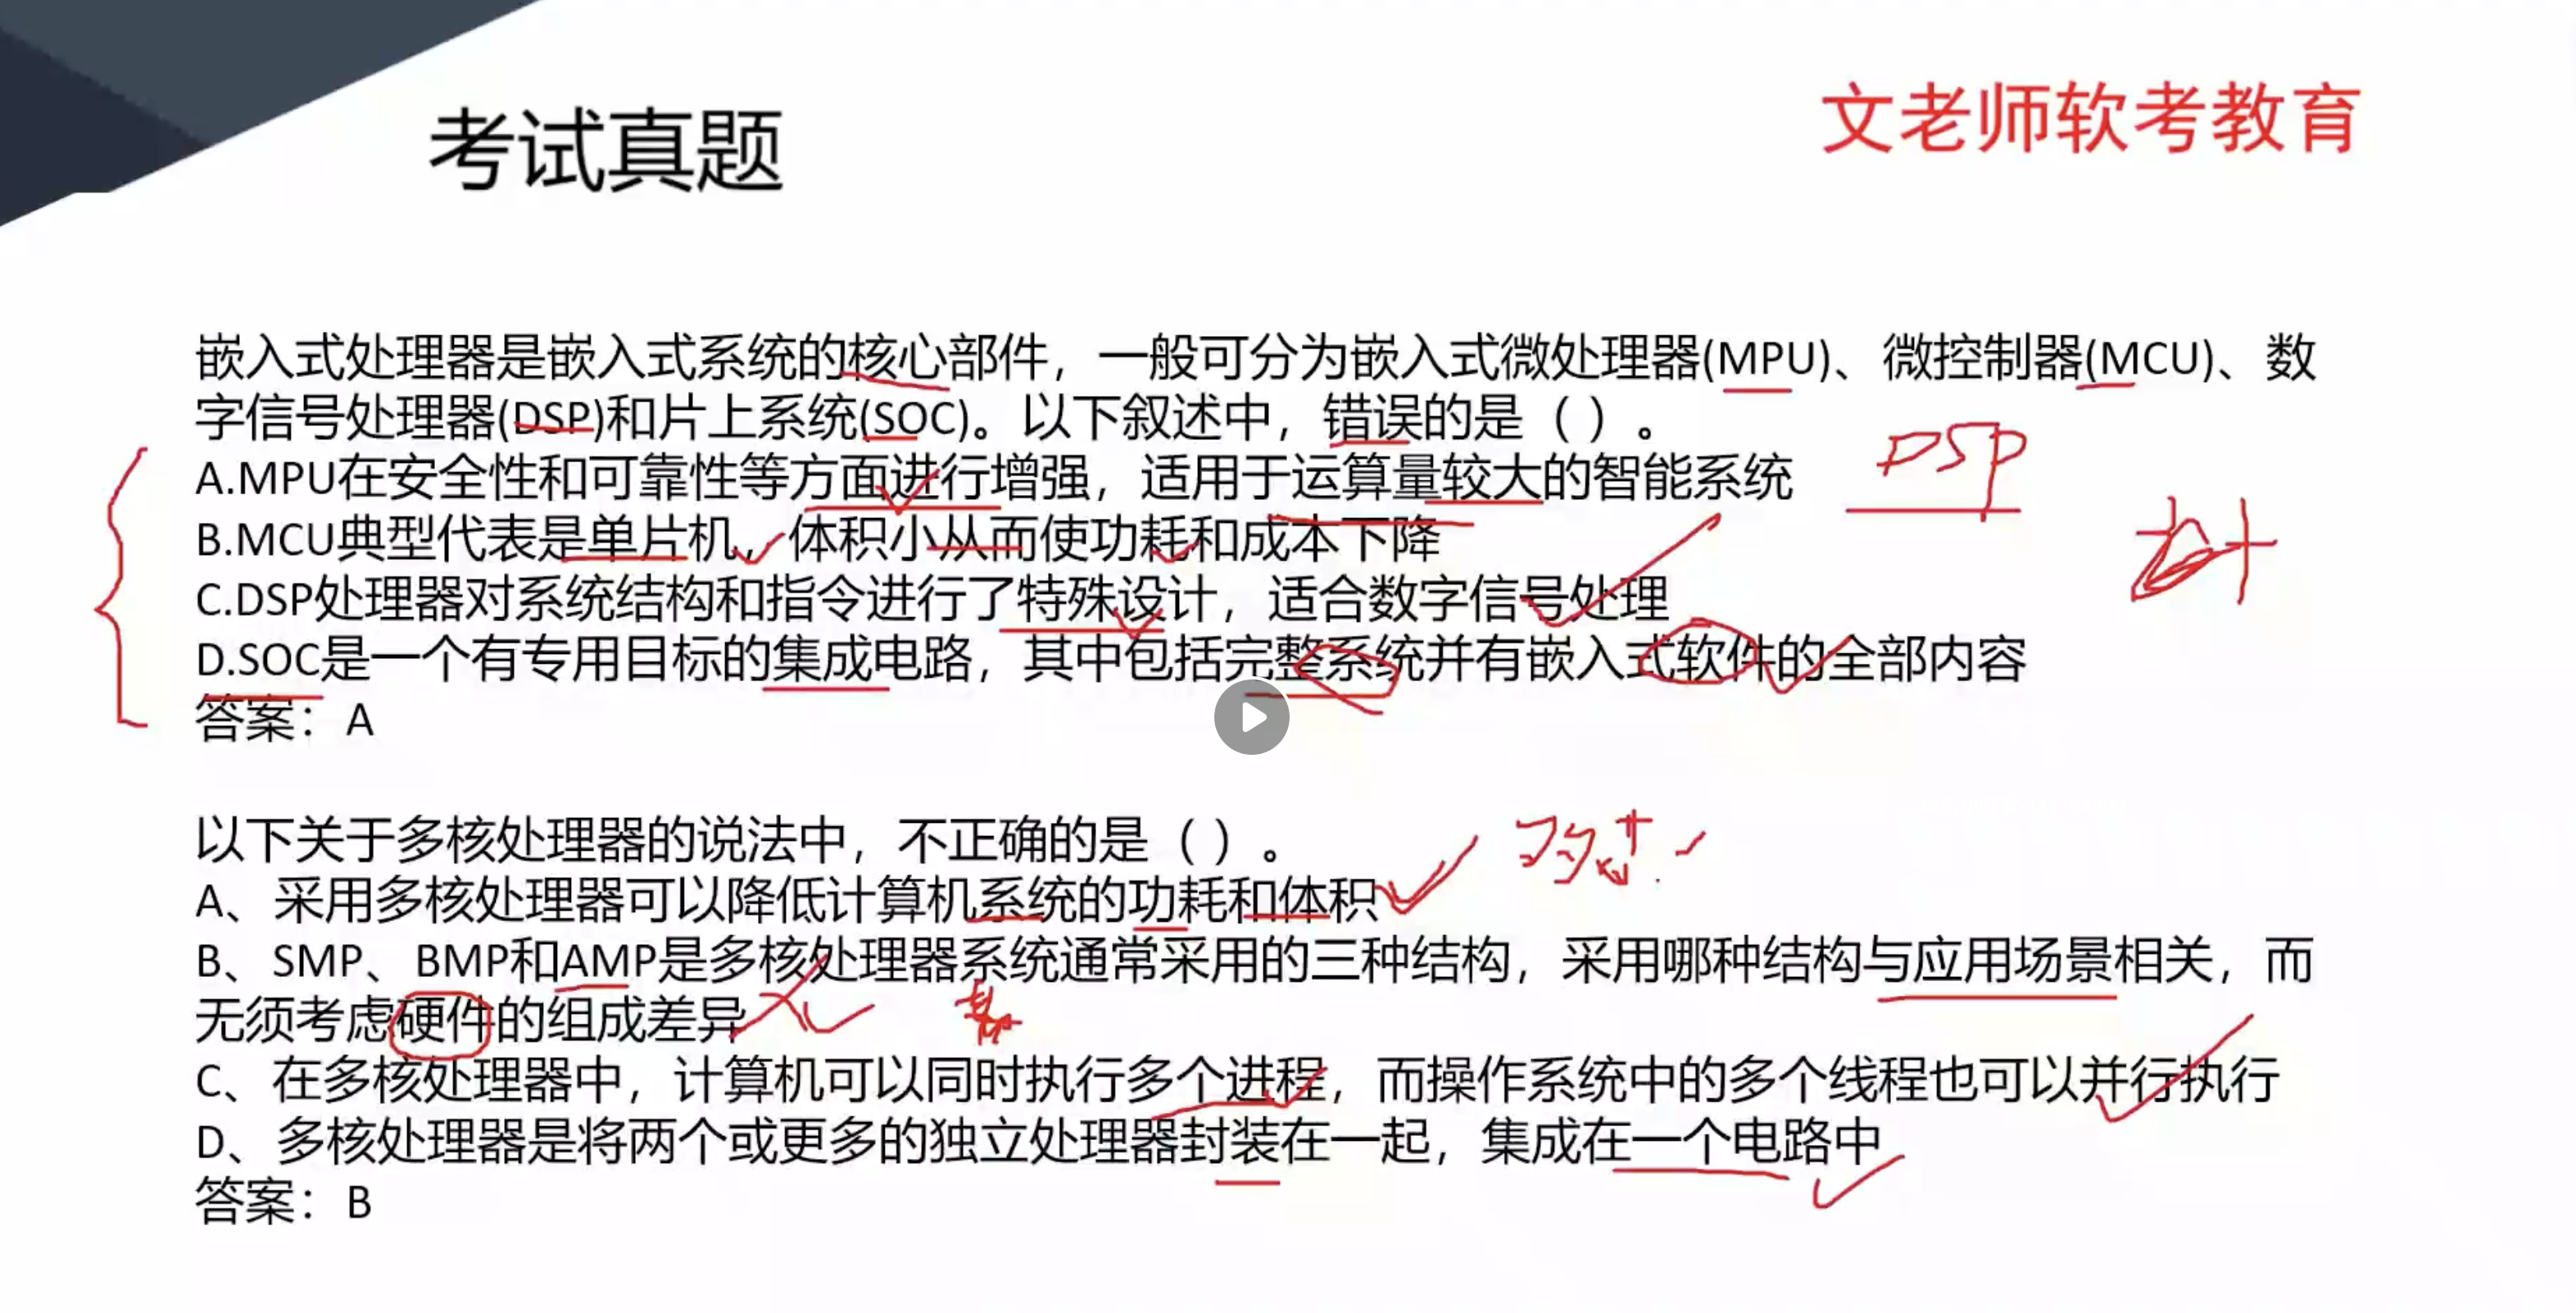 考试真题
文老师软考教育
嵌入式处理器是嵌入式系统的核心部件，一般可分为嵌入式微处理器(MPU)、微控制器(MCU)、数
字信号处理器(DSP)和片上系统(SOC)。以下叙述中，错误的是（ ）。
A.MPU在安全性和可靠性等方面进行增强，适用于运算量较大的智能系统
DSP
B.MCU典型代表是单片机，体积小从而使功耗和成本下降
C.DSP处理器对系统结构和指令进行了特殊设计，适合数字信号处理
D.SOC是一个有专用目标的集成电路，其中包括完整系统并有嵌入式软件的全部内容
答案：A
以下关于多核处理器的说法中，不正确的是（ ）。
A、采用多核处理器可以降低计算机系统的功耗和体积
B、SMP、BMP和AMP是多核处理器系统通常采用的三种结构，采用哪种结构与应用场景相关，而
无须考虑硬件的组成差异
C、在多核处理器中，计算机可以同时执行多个进程，而操作系统中的多个线程也可以并行执行
D、多核处理器是将两个或更多的独立处理器封装在一起，集成在一个电路中
答案：B